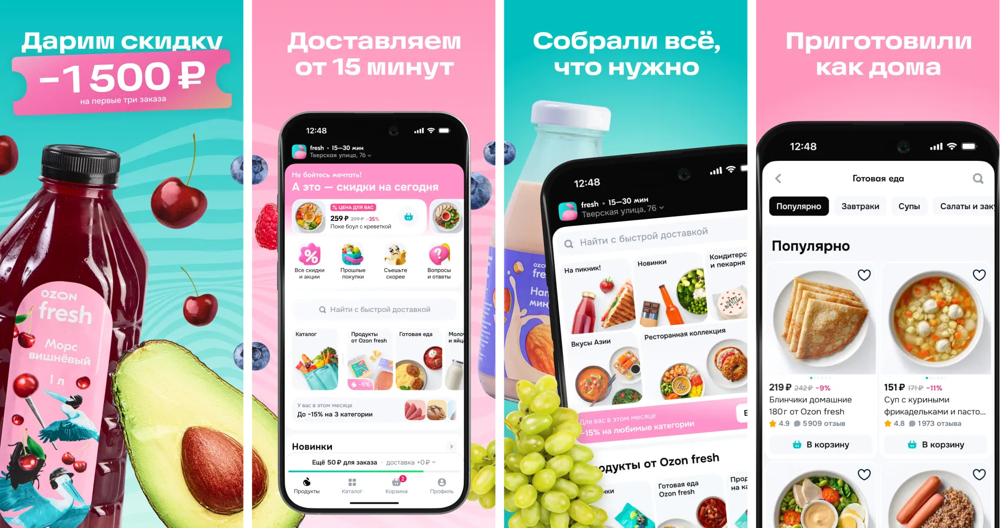 Дарим скидку
−1 500 ₽
на первые три заказа
OZON
fresh
Морс
вишнёвый
1 л
Доставляем
от 15 минут
12:48
fresh • 15—30 мин
Тверская улица, 76
Не бойтесь мечтать!
А это — скидки на сегодня
% ЦЕНА ДЛЯ ВАС
259 ₽ 399 ₽ −35%
Поке боул с креветкой
Все скидки
и акции
Прошлые
покупки
Съешьте
скорее
Вопросы
и ответы
Найти с быстрой доставкой
Каталог
Продукты
от Ozon fresh
−5%
Готовая еда
Моло
и яйца
У вас в этом месяце
До −15% на 3 категории
Новинки
Ещё 50 ₽ для заказа • доставка +0 ₽
2
Продукты
Каталог
Корзина
Профиль
Собрали всё,
что нужно
ozo
fre
Нап
мин
12:48
fresh • 15—30 мин
Тверская улица, 76
Найти с быстрой доставкой
На пикник!
Новинки
Кондитерс
и пекарня
HAPPY
BIRTHDAY
Вкусы Азии
Ресторанная коллекция
Для вас в этом месяце
−15% на любимые категории
одукты от Ozon fresh
нки
Готовая еда
Ozon fresh
Прод
на ка
Приготовили
как дома
12:48
Готовая еда
Популярно
Завтраки
Супы
Салаты и заку
Популярно
219 ₽ 242 ₽ −9%
Блинчики домашние
180 г от Ozon fresh
4.9 5 909 отзыв
В корзину
151 ₽ 171 ₽ −11%
Суп с куриными
фрикадельками и пасто...
4.8 1 973 отзыва
В корзину